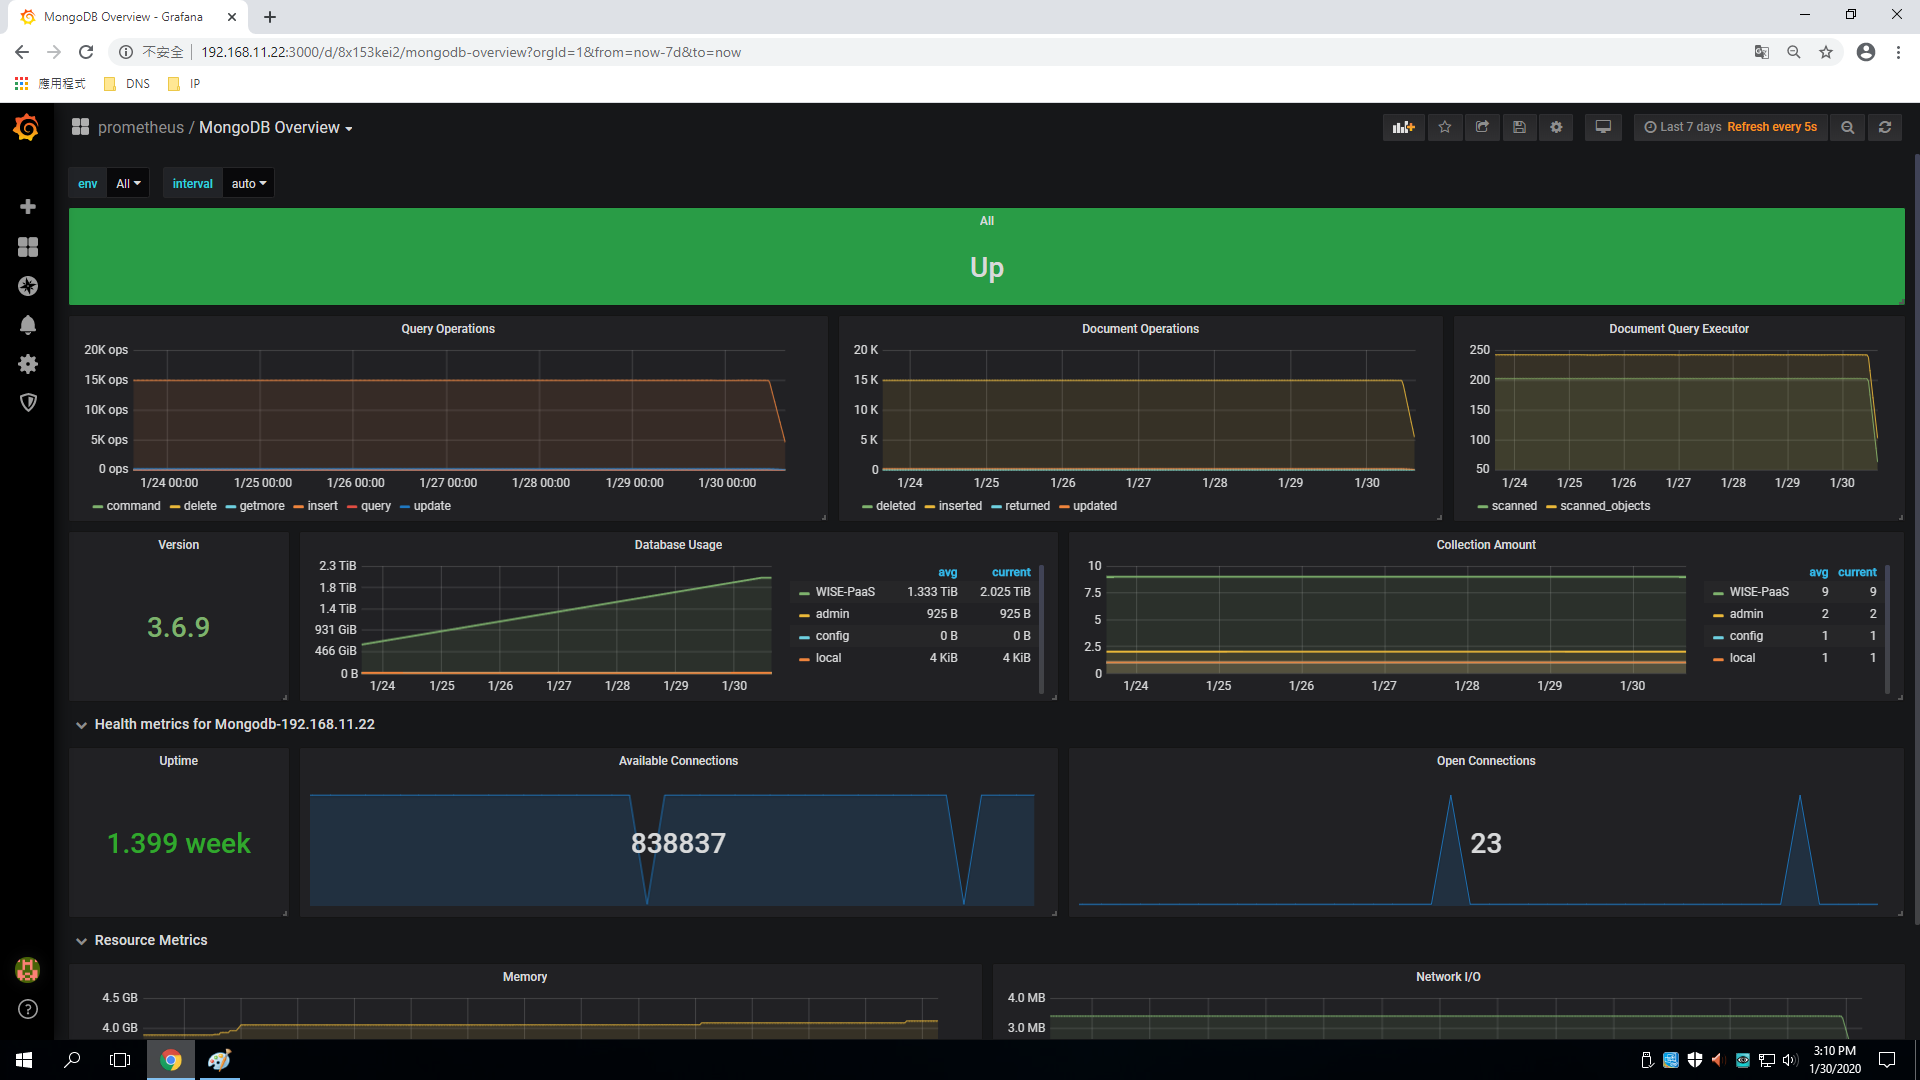 MongoDB Overview - Grafana
不安全 192.168.11.22:3000/d/8x153kei2/mongodb-overview?orgId=1&from=now-7d&to=now
應用程式 DNS IP
prometheus / MongoDB Overview
Last 7 days Refresh every 5s
env All interval auto
All
Up
Query Operations
20K ops
15K ops
10K ops
5K ops
0 ops
1/24 00:00 1/25 00:00 1/26 00:00 1/27 00:00 1/28 00:00 1/29 00:00 1/30 00:00
command delete getmore insert query update
Document Operations
20 K
15 K
10 K
5 K
0
1/24 1/25 1/26 1/27 1/28 1/29 1/30
deleted inserted returned updated
Document Query Executor
250
200
150
100
50
1/24 1/25 1/26 1/27 1/28 1/29 1/30
scanned scanned_objects
Version
3.6.9
Database Usage
2.3 TiB
1.8 TiB
1.4 TiB
931 GiB
466 GiB
0 B
1/24 1/25 1/26 1/27 1/28 1/29 1/30
avg current
WISE-PaaS 1.333 TiB 2.025 TiB
admin 925 B 925 B
config 0 B 0 B
local 4 KiB 4 KiB
Collection Amount
10
7.5
5
2.5
0
1/24 1/25 1/26 1/27 1/28 1/29 1/30
avg current
WISE-PaaS 9 9
admin 2 2
config 1 1
local 1 1
Health metrics for Mongodb-192.168.11.22
Uptime
1.399 week
Available Connections
838837
Open Connections
23
Resource Metrics
Memory
4.5 GB
4.0 GB
Network I/O
4.0 MB
3.0 MB
3:10 PM
1/30/2020